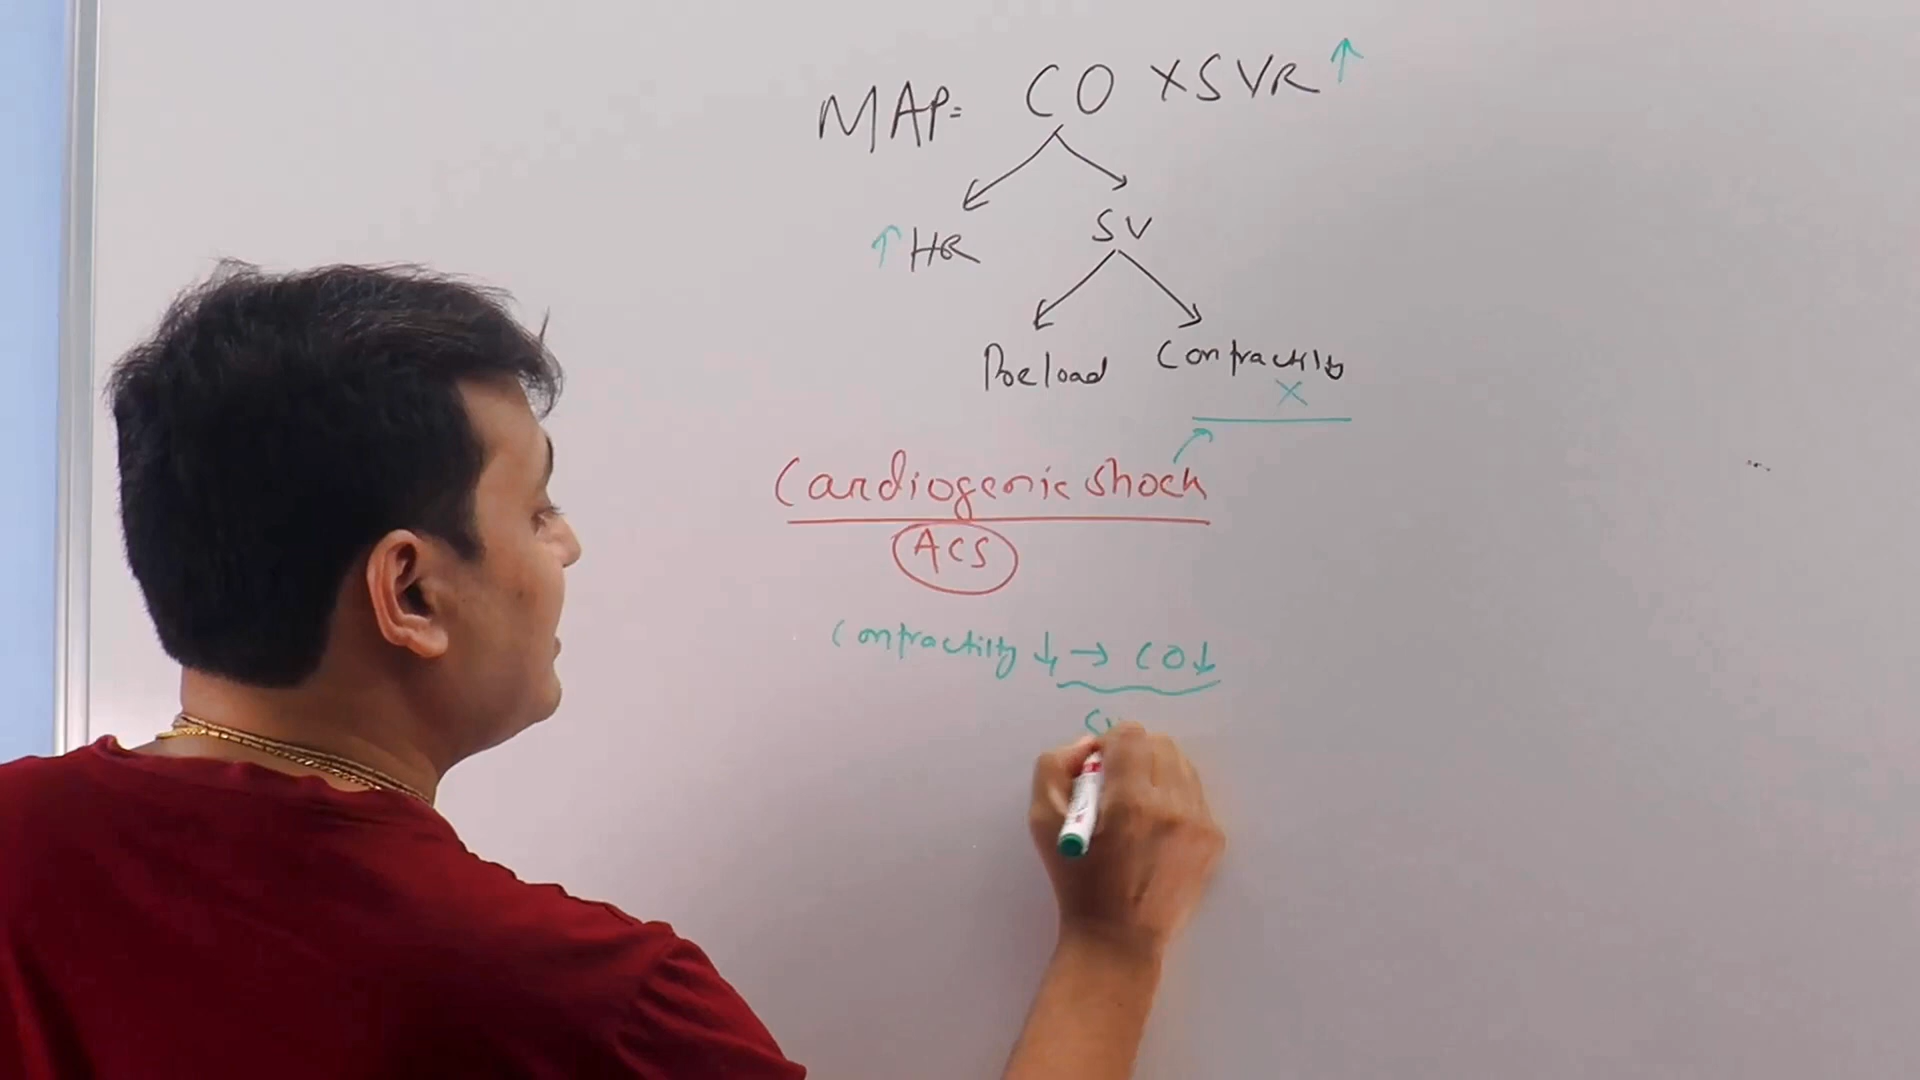 MAP= CO X SVR ↑
↑ HR
SV
Preload Contractility
X
Cardiogenic shock
ACS
Contractility ↓ → CO↓